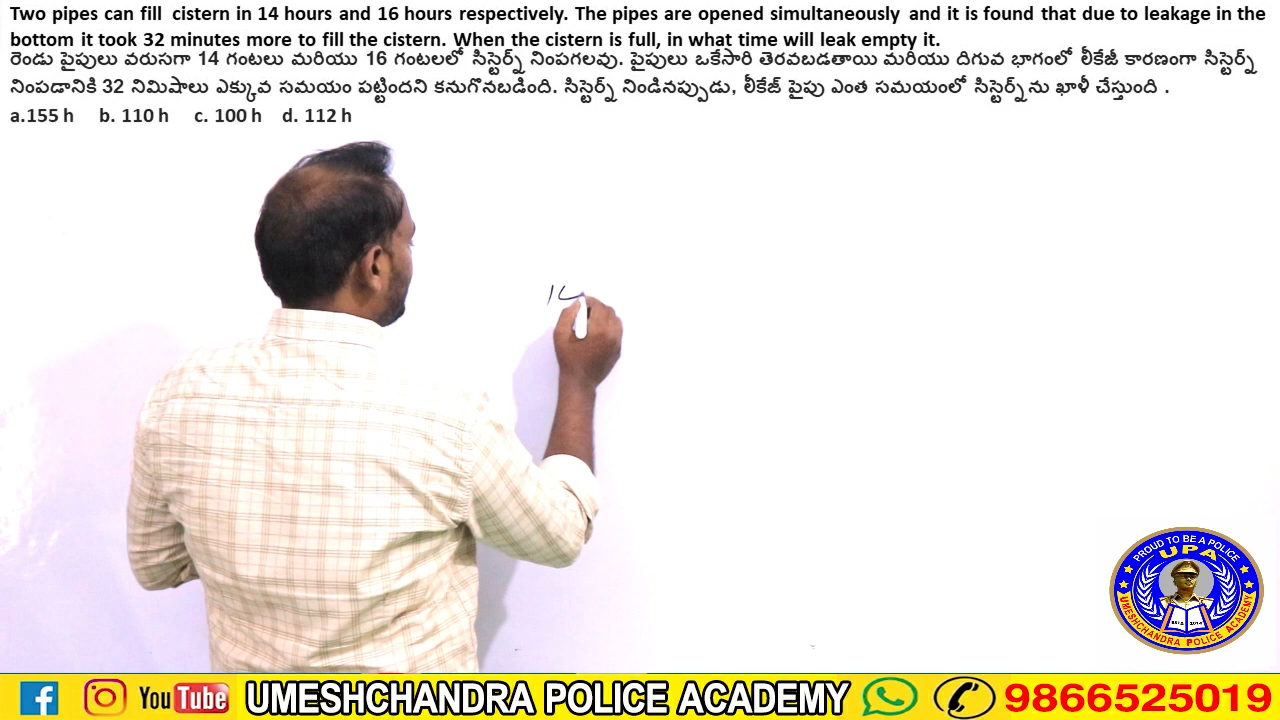 Two pipes can fill cistern in 14 hours and 16 hours respectively. The pipes are opened simultaneously and it is found that due to leakage in the
bottom it took 32 minutes more to fill the cistern. When the cistern is full, in what time will leak empty it.
రెండు పైపులు వరుసగా 14 గంటలు మరియు 16 గంటలలో సిస్టెర్న్ నింపగలవు. పైపులు ఒకేసారి తెరవబడతాయి మరియు దిగువ భాగంలో లీకేజీ కారణంగా సిస్టెర్న్
నింపడానికి 32 నిమిషాలు ఎక్కువ సమయం పట్టిందని కనుగొనబడింది. సిస్టెర్న్ నిండినప్పుడు, లీకేజ్ పైపు ఎంత సమయంలో సిస్టెర్న్‌ను ఖాళీ చేస్తుంది .
a.155 h b. 110 h c. 100 h d. 112 h
PROUD TO BE A POLICE
UPA
UMESHCHANDRA POLICE ACADEMY
YouTube UMESHCHANDRA POLICE ACADEMY 9866525019